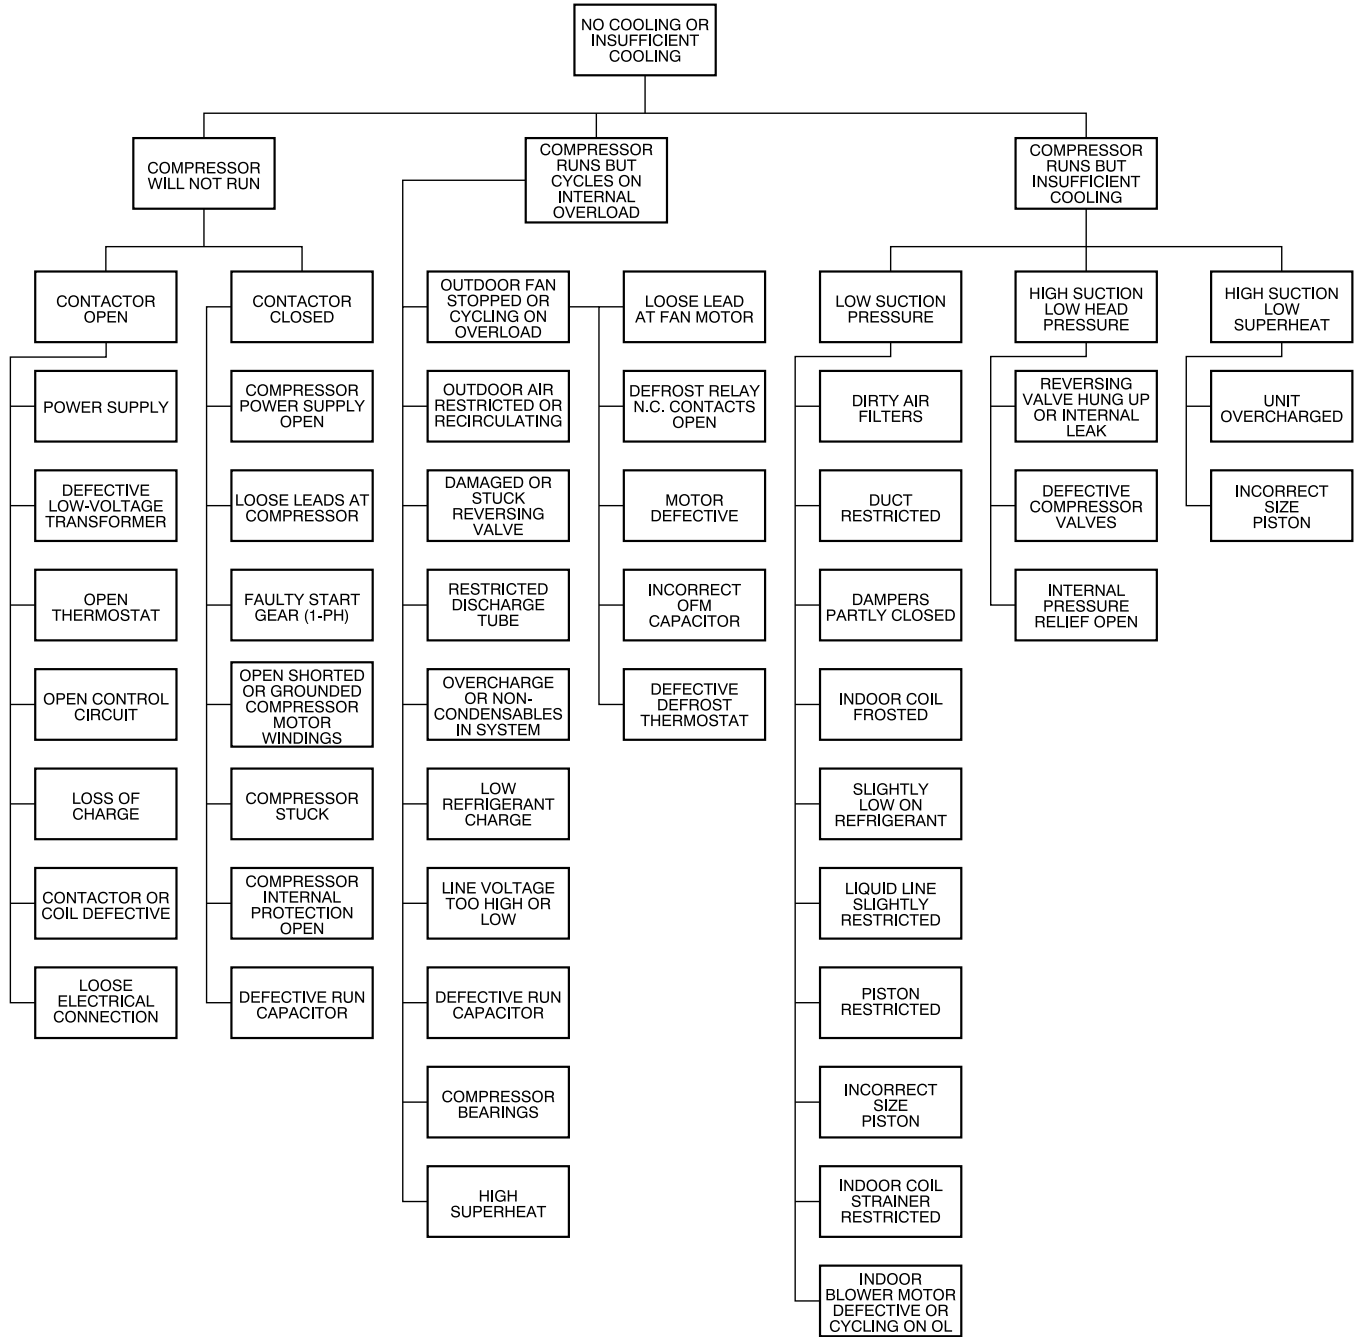 NO COOLING OR
INSUFFICIENT
COOLING
COMPRESSOR
WILL NOT RUN
COMPRESSOR
RUNS BUT
CYCLES ON
INTERNAL
OVERLOAD
COMPRESSOR
RUNS BUT
INSUFFICIENT
COOLING
CONTACTOR
OPEN
POWER SUPPLY
DEFECTIVE
LOW-VOLTAGE
TRANSFORMER
OPEN
THERMOSTAT
OPEN CONTROL
CIRCUIT
LOSS OF
CHARGE
CONTACTOR OR
COIL DEFECTIVE
LOOSE
ELECTRICAL
CONNECTION
CONTACTOR
CLOSED
COMPRESSOR
POWER SUPPLY
OPEN
LOOSE LEADS AT
COMPRESSOR
FAULTY START
GEAR (1-PH)
OPEN SHORTED
OR GROUNDED
COMPRESSOR
MOTOR
WINDINGS
COMPRESSOR
STUCK
COMPRESSOR
INTERNAL
PROTECTION
OPEN
DEFECTIVE RUN
CAPACITOR
OUTDOOR FAN
STOPPED OR
CYCLING ON
OVERLOAD
OUTDOOR AIR
RESTRICTED OR
RECIRCULATING
DAMAGED OR
STUCK
REVERSING
VALVE
RESTRICTED
DISCHARGE
TUBE
OVERCHARGE
OR NON-
CONDENSABLES
IN SYSTEM
LOW
REFRIGERANT
CHARGE
LINE VOLTAGE
TOO HIGH OR
LOW
DEFECTIVE RUN
CAPACITOR
COMPRESSOR
BEARINGS
HIGH
SUPERHEAT
LOOSE LEAD
AT FAN MOTOR
DEFROST RELAY
N.C. CONTACTS
OPEN
MOTOR
DEFECTIVE
INCORRECT
OFM
CAPACITOR
DEFECTIVE
DEFROST
THERMOSTAT
LOW SUCTION
PRESSURE
DIRTY AIR
FILTERS
DUCT
RESTRICTED
DAMPERS
PARTLY CLOSED
INDOOR COIL
FROSTED
SLIGHTLY
LOW ON
REFRIGERANT
LIQUID LINE
SLIGHTLY
RESTRICTED
PISTON
RESTRICTED
INCORRECT
SIZE
PISTON
INDOOR COIL
STRAINER
RESTRICTED
INDOOR
BLOWER MOTOR
DEFECTIVE OR
CYCLING ON OL
HIGH SUCTION
LOW HEAD
PRESSURE
REVERSING
VALVE HUNG UP
OR INTERNAL
LEAK
DEFECTIVE
COMPRESSOR
VALVES
INTERNAL
PRESSURE
RELIEF OPEN
HIGH SUCTION
LOW
SUPERHEAT
UNIT
OVERCHARGED
INCORRECT
SIZE
PISTON